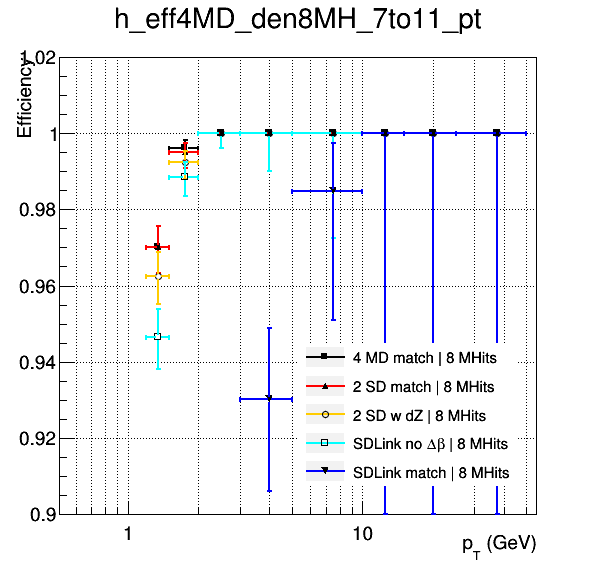 h_eff4MD_den8MH_7to11_pt
Efficiency
1.02
1
0.98
0.96
0.94
0.92
0.9
4 MD match | 8 MHits
2 SD match | 8 MHits
2 SD w dZ | 8 MHits
SDLink no Δβ | 8 MHits
SDLink match | 8 MHits
1
10
p_T (GeV)